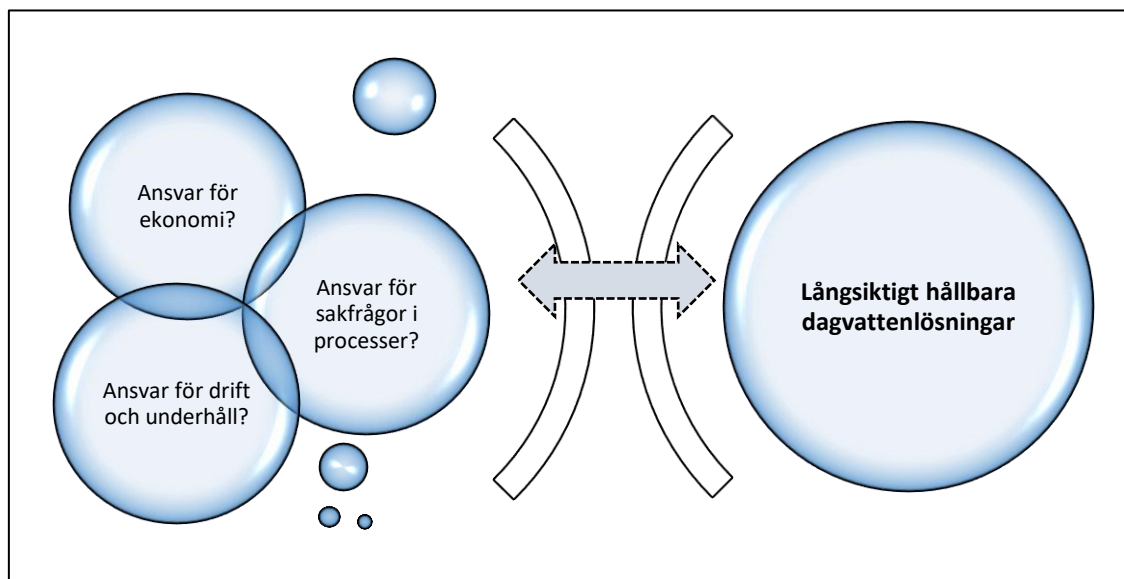 Ansvar för
ekonomi?
Ansvar för
sakfrågor i
processer?
Ansvar för drift
och underhåll?
Långsiktigt hållbara
dagvattenlösningar